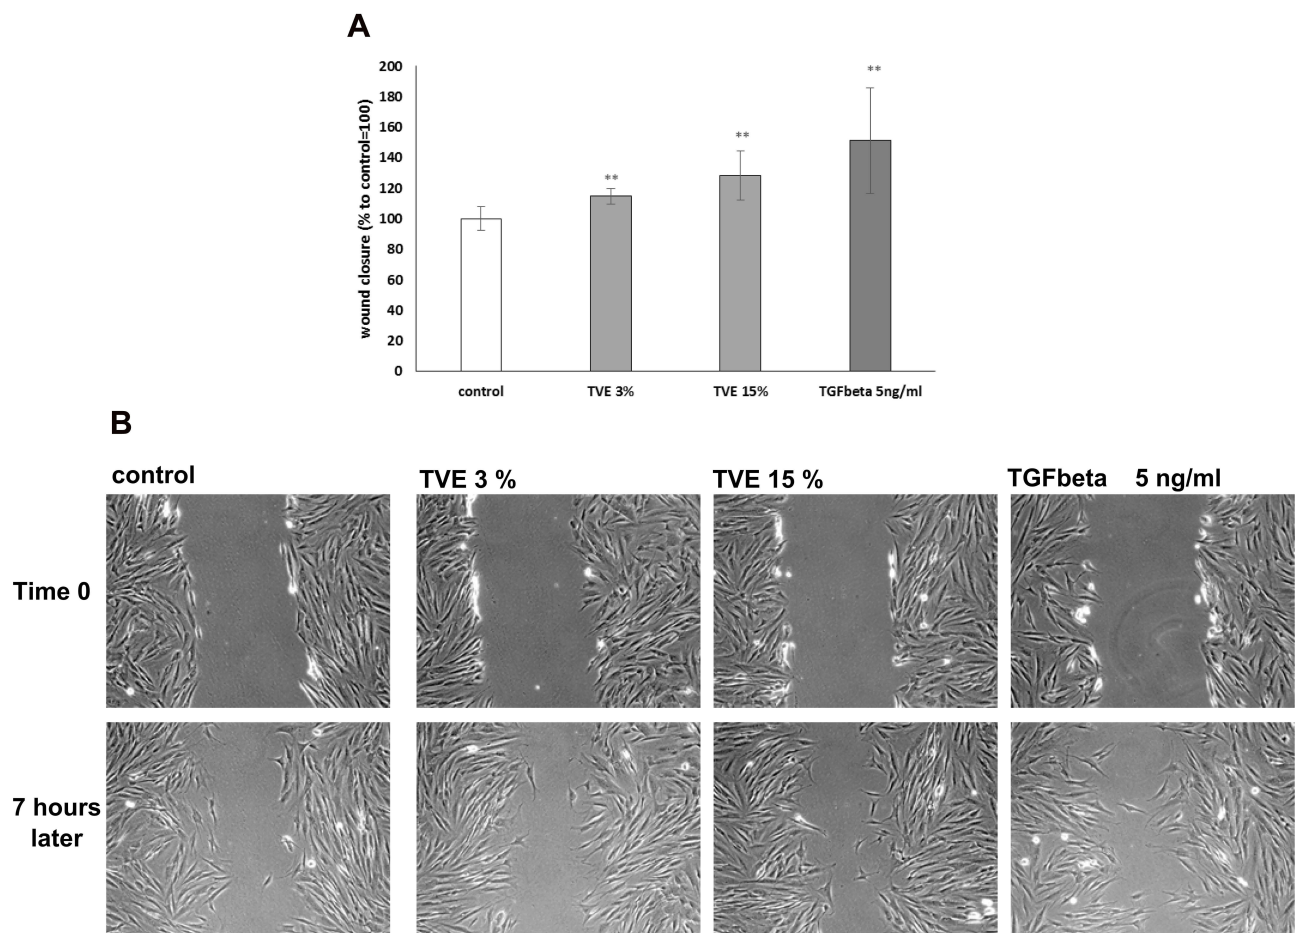 A
wound closure (% to control=100)
200
180
160
140
120
100
80
60
40
20
0
**
**
**
control
TVE 3%
TVE 15%
TGFbeta 5ng/ml
B
control
TVE 3 %
TVE 15 %
TGFbeta 5 ng/ml
Time 0
7 hours
later